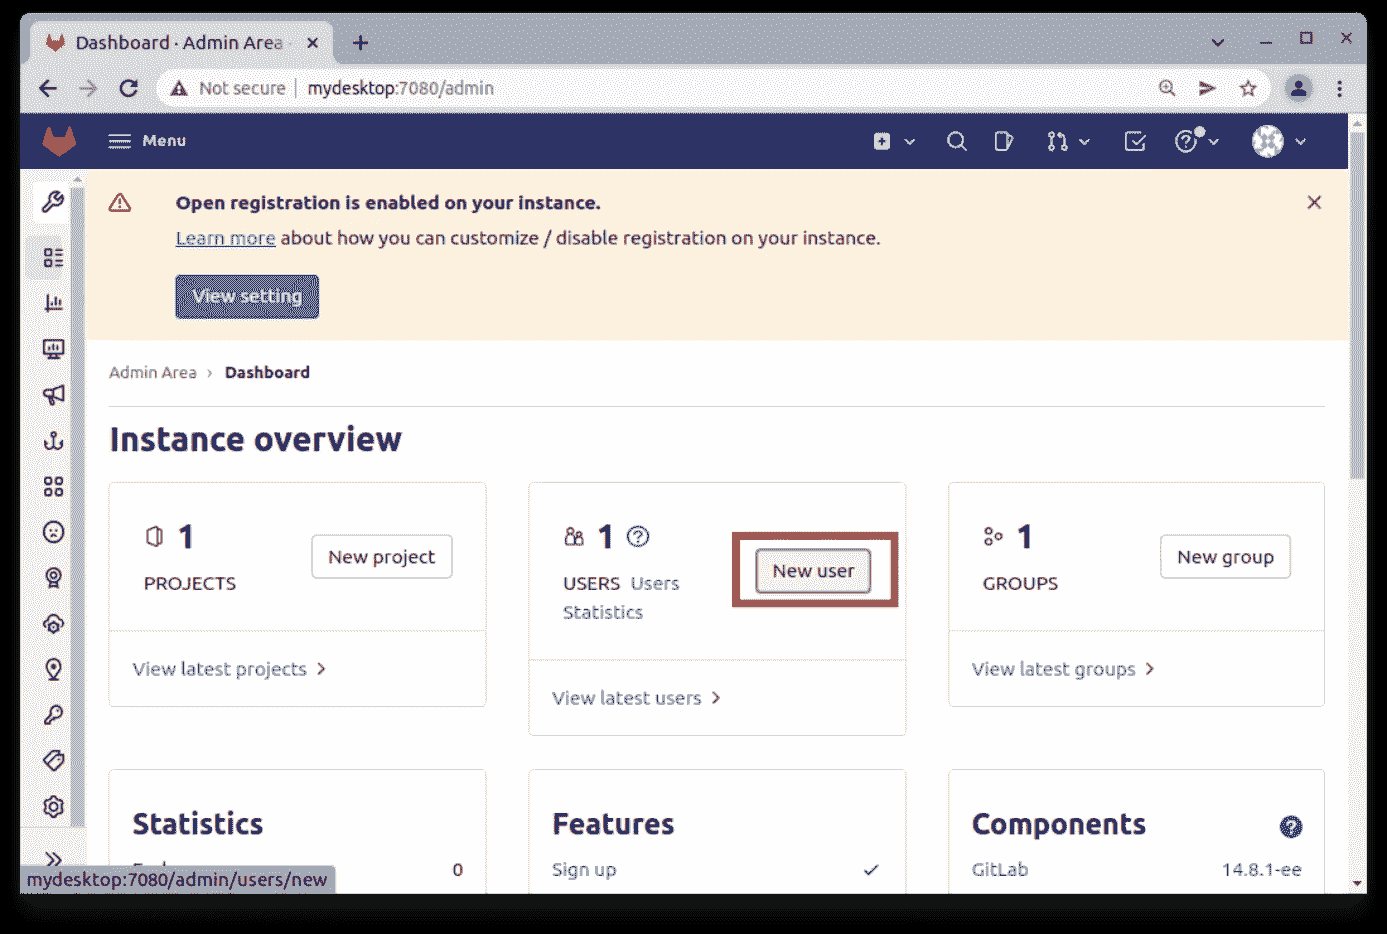 Dashboard · Admin Area
Not secure | mydesktop:7080/admin
Menu
Open registration is enabled on your instance.
Learn more about how you can customize / disable registration on your instance.
View setting
Admin Area › Dashboard
Instance overview
1
PROJECTS
New project
View latest projects
1
USERS Users
Statistics
New user
View latest users
1
GROUPS
New group
View latest groups
Statistics
0
Features
Sign up
Components
GitLab 14.8.1-ee
mydesktop:7080/admin/users/new